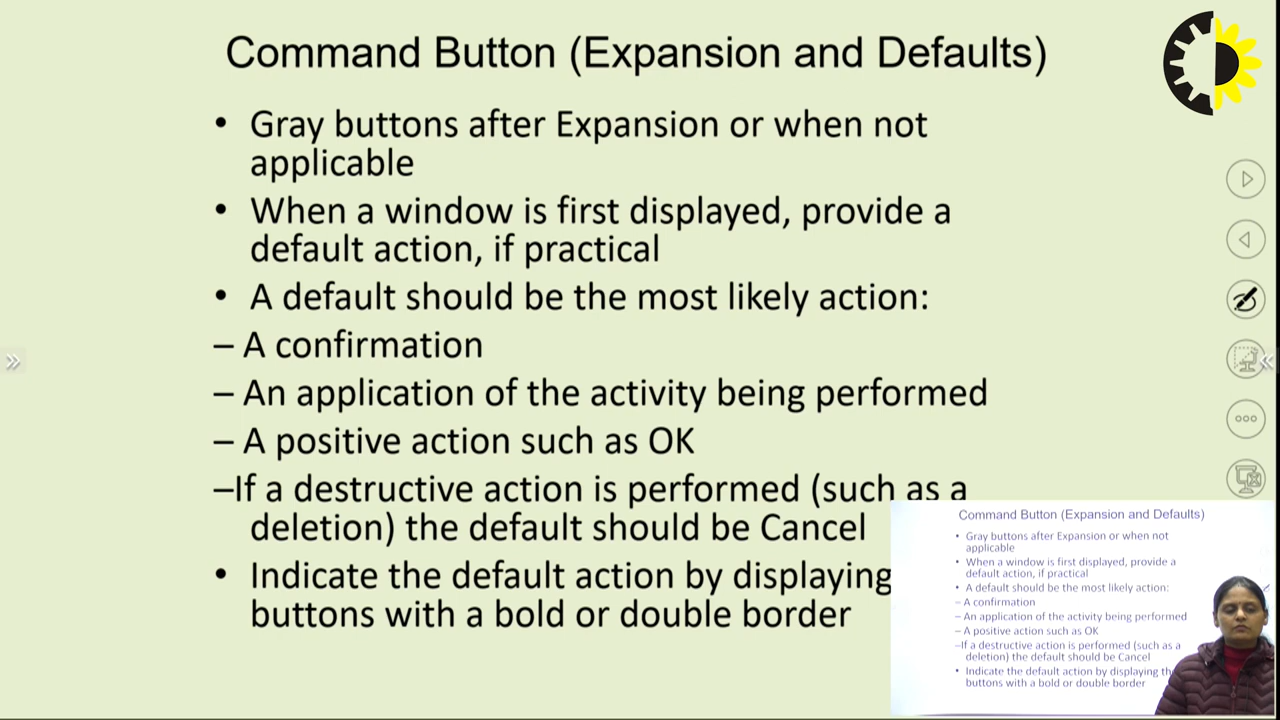 Command Button (Expansion and Defaults)
• Gray buttons after Expansion or when not
applicable
• When a window is first displayed, provide a
default action, if practical
• A default should be the most likely action:
– A confirmation
– An application of the activity being performed
– A positive action such as OK
–If a destructive action is performed (such as a
deletion) the default should be Cancel
• Indicate the default action by displaying
buttons with a bold or double border
Command Button (Expansion and Defaults)
• Gray buttons after Expansion or when not
applicable
• When a window is first displayed, provide a
default action, if practical
• A default should be the most likely action:
– A confirmation
– An application of the activity being performed
– A positive action such as OK
–If a destructive action is performed (such as a
deletion) the default should be Cancel
• Indicate the default action by displaying th
buttons with a bold or double border